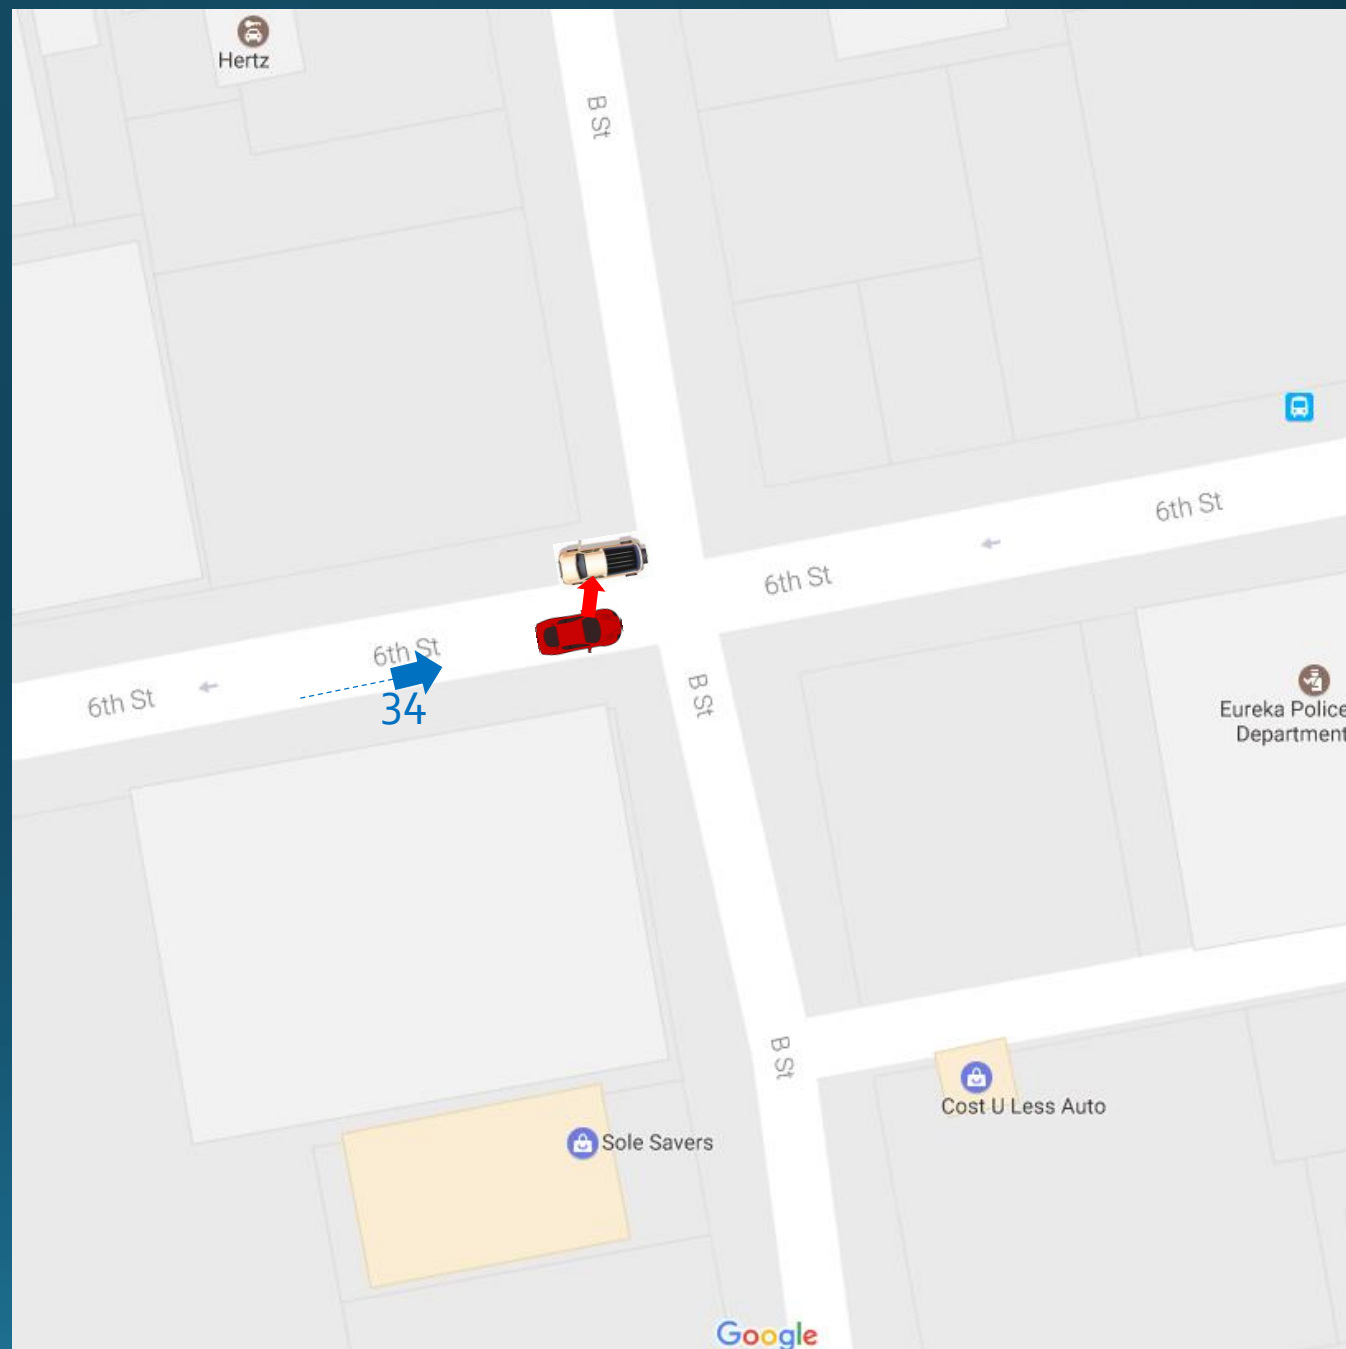 Hertz
B St
6th St
6th St
6th St
6th St
34
B St
Eureka Police
Department
B St
Cost U Less Auto
Sole Savers
Google